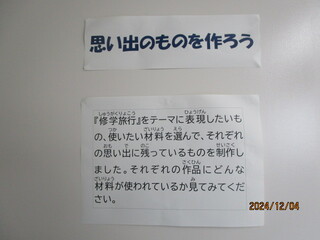 思い出のものを作ろう
『修学旅行』をテーマに表現したいも
の、使いたい材料を選んで、それぞれ
の思い出に残っているものを制作し
ました。それぞれの作品にどんな
材料が使われているか見てみてくだ
さい。
2024/12/04